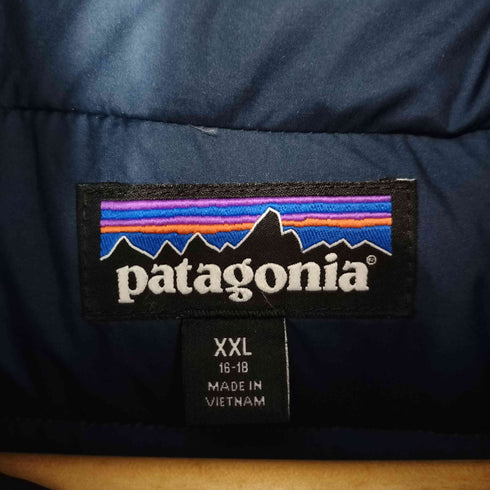 patagonia®
XXL
16-18
MADE IN
VIETNAM